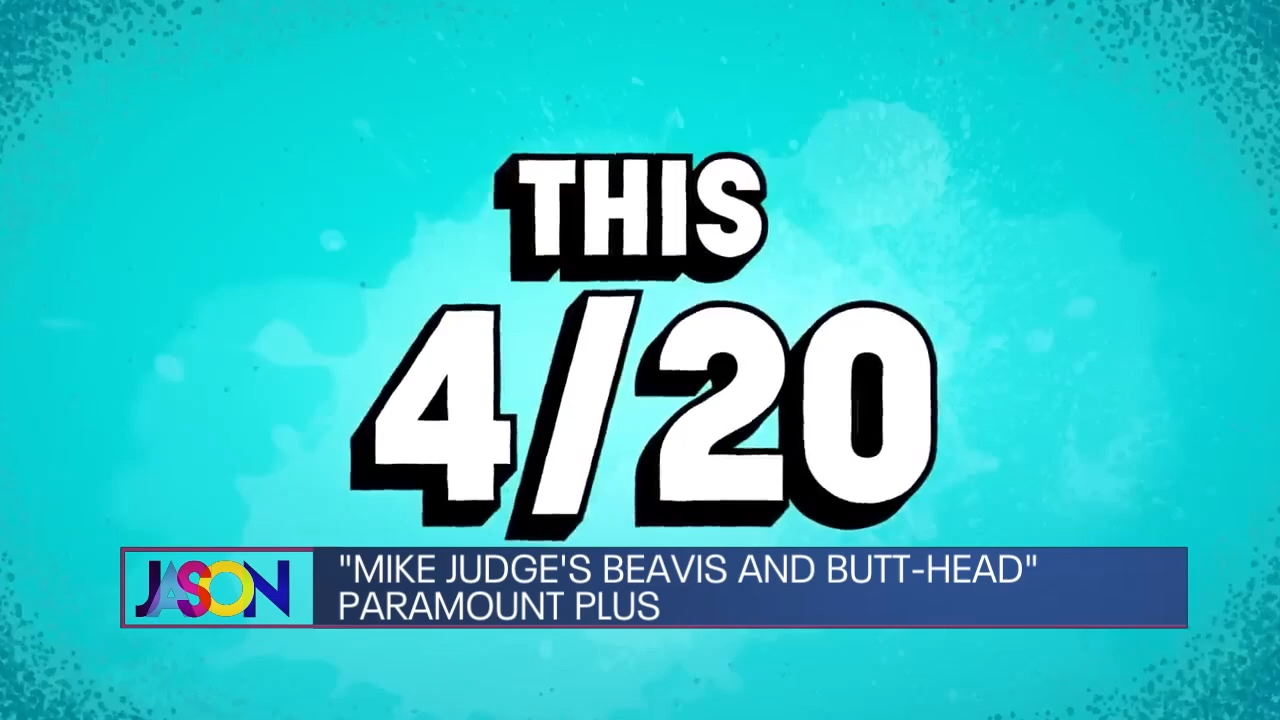 THIS
4/20
JASON
"MIKE JUDGE'S BEAVIS AND BUTT-HEAD"
PARAMOUNT PLUS